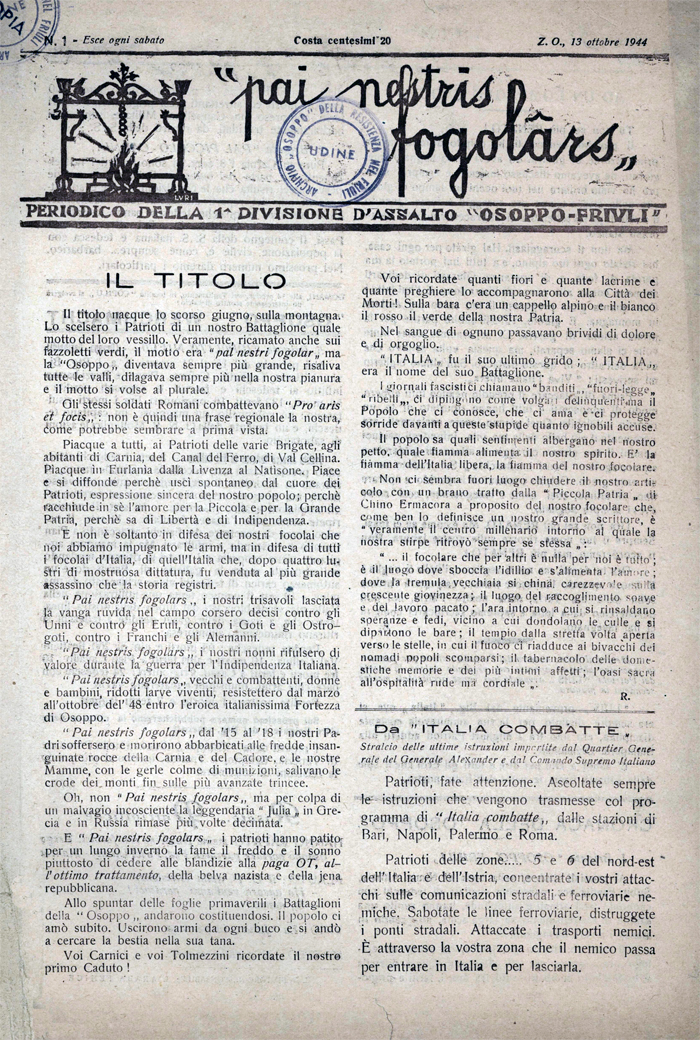 N. 1 - Esce ogni sabato
Costa centesimi 20
Z. O., 13 ottobre 1944
"pai nestris
fogolârs„
ARCHIVIO "OSOPPO" DELLA RESISTENZA NEL FRIULI
UDINE
LVRI
PERIODICO DELLA 1ª DIVISIONE D'ASSALTO "OSOPPO-FRIVLI"
IL TITOLO
Il titolo nacque lo scorso giugno, sulla montagna.
Lo scelsero i Patrioti di un nostro Battaglione quale
motto del loro vessillo. Veramente, ricamato anche sui
fazzoletti verdi, il motto era "pal nestri fogolar„ ma
la "Osoppo„ diventava sempre più grande, risaliva
tutte le valli, dilagava sempre più nella nostra pianura
e il motto si volse al plurale.
Gli stessi soldati Romani combattevano "Pro aris
et focis„ : non è quindi una frase regionale la nostra,
come potrebbe sembrare a prima vista.
Piacque a tutti, ai Patrioti delle varie Brigate, agli
abitanti di Carnia, del Canal del Ferro, di Val Cellina.
Piacque in Furlania dalla Livenza al Natisone. Piace
e si diffonde perchè uscì spontaneo dal cuore dei
Patrioti, espressione sincera del nostro popolo; perchè
racchiude in sè l'amore per la Piccola e per la Grande
Patria, perchè sa di Libertà e di Indipendenza.
E non è soltanto in difesa dei nostri focolai che
noi abbiamo impugnato le armi, ma in difesa di tutti
i focolai d'Italia, di quell'Italia che, dopo quattro lu-
stri di mostruosa dittatura, fu venduta al più grande
assassino che la storia registri.
"Pai nestris fogolars„, i nostri trisavoli lasciata
la vanga ruvida nel campo corsero decisi contro gli
Unni e contro gli Eruli, contro i Goti e gli Ostro-
goti, contro i Franchi e gli Alemanni.
"Pai nestris fogolars„, i nostri nonni rifulsero di
valore durante la guerra per l'Indipendenza Italiana.
"Pai nestris fogolars„, vecchi e combattenti, donne
e bambini, ridotti larve viventi, resistettero dal marzo
all'ottobre del' 48 entro l'eroica italianissima Fortezza
di Osoppo.
"Pai nestris fogolars„ dal '15 al '18 i nostri Pa-
dri soffersero e morirono abbarbicati alle fredde insan-
guinate rocce della Carnia e del Cadore, e le nostre
Mamme, con le gerle colme di munizioni, salivano le
crode dei monti fin sulle più avanzate trincee.
Oh, non "Pai nestris fogolars„, ma per colpa di
un malvagio incosciente la leggendaria "Julia„ in Gre-
cia e in Russia rimase più volte decimata.
E "Pai nestris fogolars„ i patrioti hanno patito
per un lungo inverno la fame il freddo e il sonno
piuttosto di cedere alle blandizie alla paga OT, al-
l'ottimo trattamento, della belva nazista e della jena
repubblicana.
Allo spuntar delle foglie primaverili i Battaglioni
della "Osoppo„ andarono costituendosi. Il popolo ci
amò subito. Uscirono armi da ogni buco e si andò
a cercare la bestia nella sua tana.
Voi Carnici e voi Tolmezzini ricordate il nostro
primo Caduto !
Voi ricordate quanti fiori e quante lacrime e
quante preghiere lo accompagnarono alla Città dei
Morti! Sulla bara c'era un cappello alpino e il bianco
il rosso il verde della nostra Patria.
Nel sangue di ognuno passavano brividi di dolore
e di orgoglio.
"ITALIA„ fu il suo ultimo grido ; "ITALIA„
era il nome del suo Battaglione.
I giornali fascistici chiamano "banditi„, "fuori-legge„
"ribelli„, ci dipingono come volgari delinquenti ma il
Popolo che ci conosce, che ci ama e ci protegge
sorride davanti a queste stupide quanto ignobili accuse.
Il popolo sa quali sentimenti albergano nel nostro
petto, quale fiamma alimenta il nostro spirito. E' la
fiamma dell'Italia libera, la fiamma del nostro focolare.
Non ci sembra fuori luogo chiudere il nostro arti-
colo con un brano tratto dalla "Piccola Patria„ di
Chino Ermacora a proposito del nostro focolare che,
come ben lo definisce un nostro grande scrittore, è
"veramente il centro millenario intorno al quale la
nostra stirpe ritrovò sempre se stessa„ :
"... il focolare che per altri è nulla per noi è tutto ;
è il luogo dove sboccia l'idillio e s'alimenta l'amore ;
dove la tremula vecchiaia si china carezzevole sulla
crescente giovinezza ; il luogo del raccoglimento soave
e del lavoro pacato ; l'ara intorno a cui si rinsaldano
speranze e fedi, vicino a cui dondolano le culle e si
dipartono le bare ; il tempio dalla stretta volta aperta
verso le stelle, in cui il fuoco ci riadduce ai bivacchi dei
nomadi popoli scomparsi ; il tabernacolo delle dome-
stiche memorie e dei più intimi affetti ; l'oasi sacra
all'ospitalità rude ma cordiale„.
R.
Da "ITALIA COMBATTE„
Stralcio delle ultime istruzioni impartite dal Quartier Gene-
rale del Generale Alexander e dal Comando Supremo Italiano
Patrioti, fate attenzione. Ascoltate sempre
le istruzioni che vengono trasmesse col pro-
gramma di "Italia combatte„, dalle stazioni di
Bari, Napoli, Palermo e Roma.
Patrioti delle zone.... 5 e 6 del nord-est
dell'Italia e dell'Istria, concentrate i vostri attac-
chi sulle comunicazioni stradali e ferroviarie ne-
miche. Sabotate le linee ferroviarie, distruggete
i ponti stradali. Attaccate i trasporti nemici.
È attraverso la vostra zona che il nemico passa
per entrare in Italia e per lasciarla.